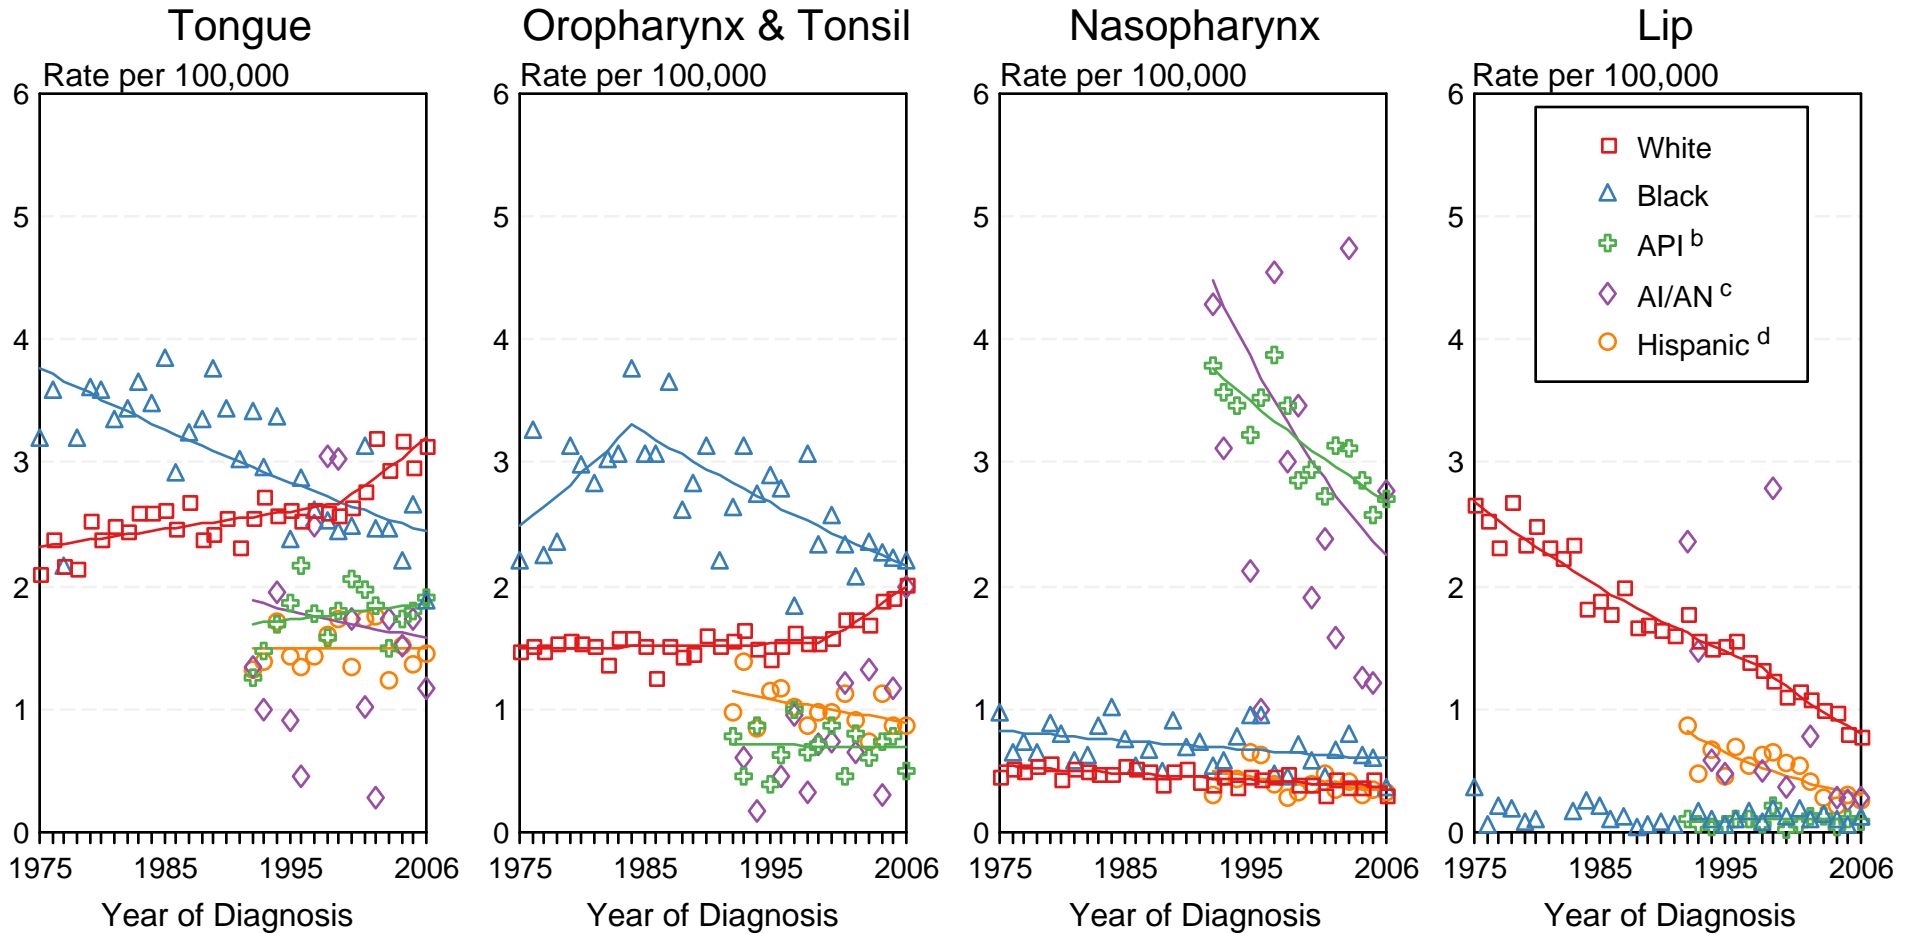 Tongue
Oropharynx & Tonsil
Nasopharynx
Lip
Rate per 100,000
Rate per 100,000
Rate per 100,000
Rate per 100,000
6
5
4
3
2
1
0
6
5
4
3
2
1
0
6
5
4
3
2
1
0
6
5
4
3
2
1
0
White
Black
API b
AI/AN c
Hispanic d
1975 1985 1995 2006
1975 1985 1995 2006
1975 1985 1995 2006
1975 1985 1995 2006
Year of Diagnosis
Year of Diagnosis
Year of Diagnosis
Year of Diagnosis